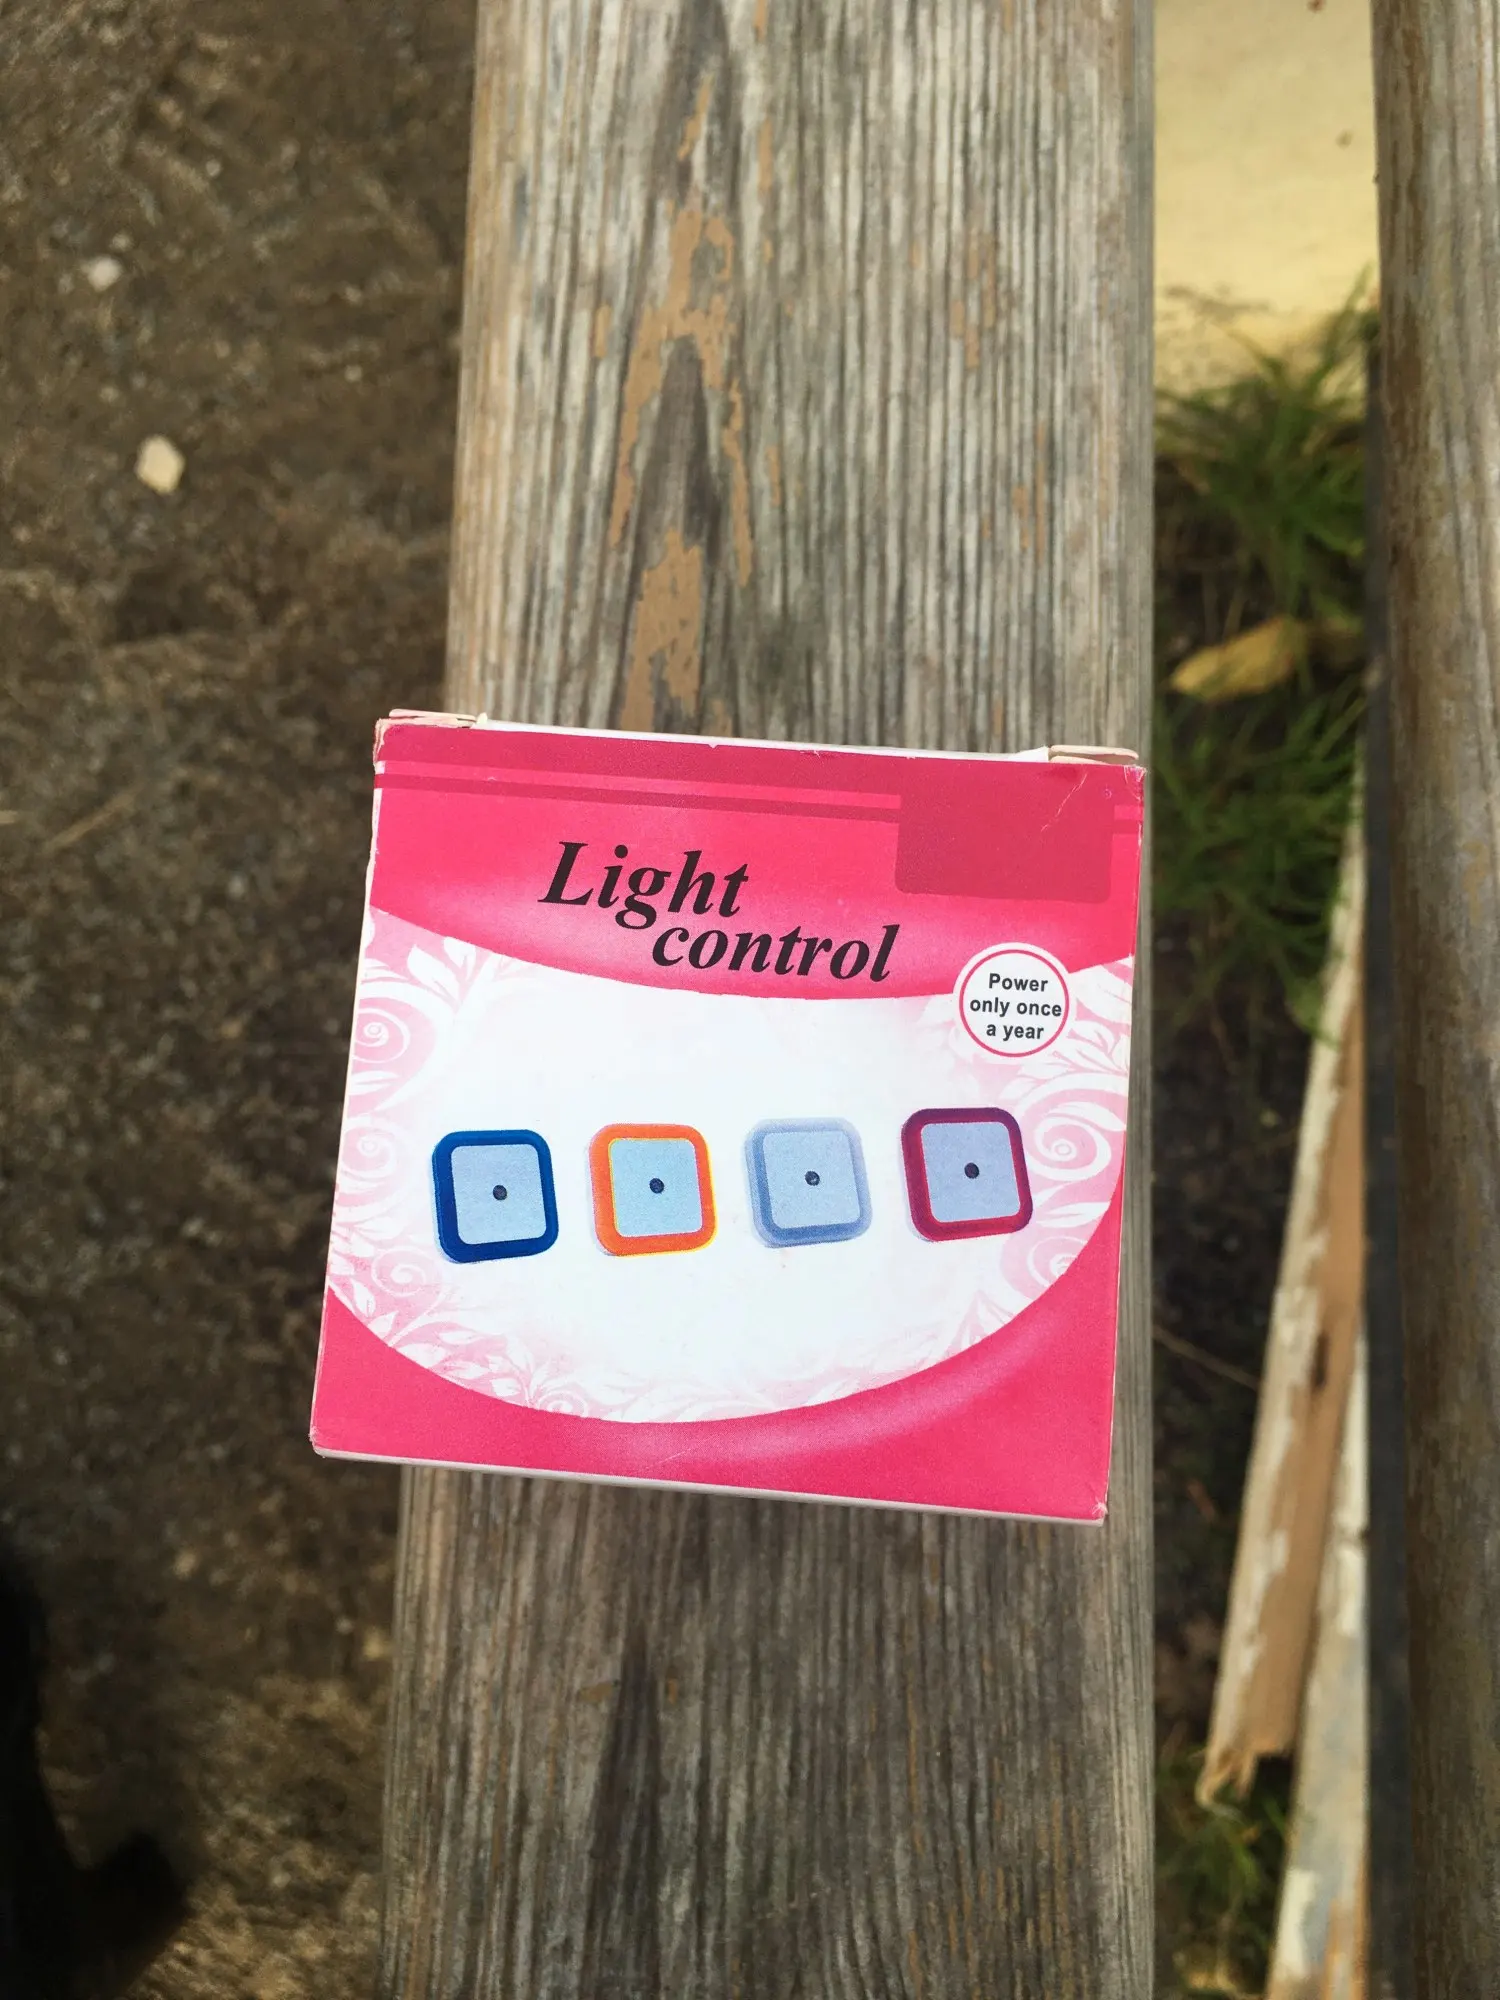 Light
control
Power
only once
a year